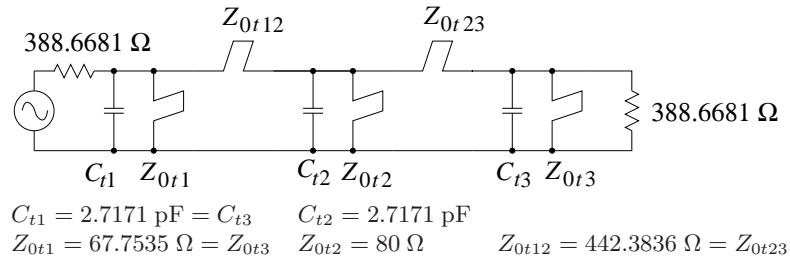 Z0t12 Z0t23
388.6681 Ω
388.6681 Ω
Ct1 Z0t1 Ct2 Z0t2 Ct3 Z0t3
Ct1 = 2.7171 pF = Ct3 Ct2 = 2.7171 pF
Z0t1 = 67.7535 Ω = Z0t3 Z0t2 = 80 Ω Z0t12 = 442.3836 Ω = Z0t23